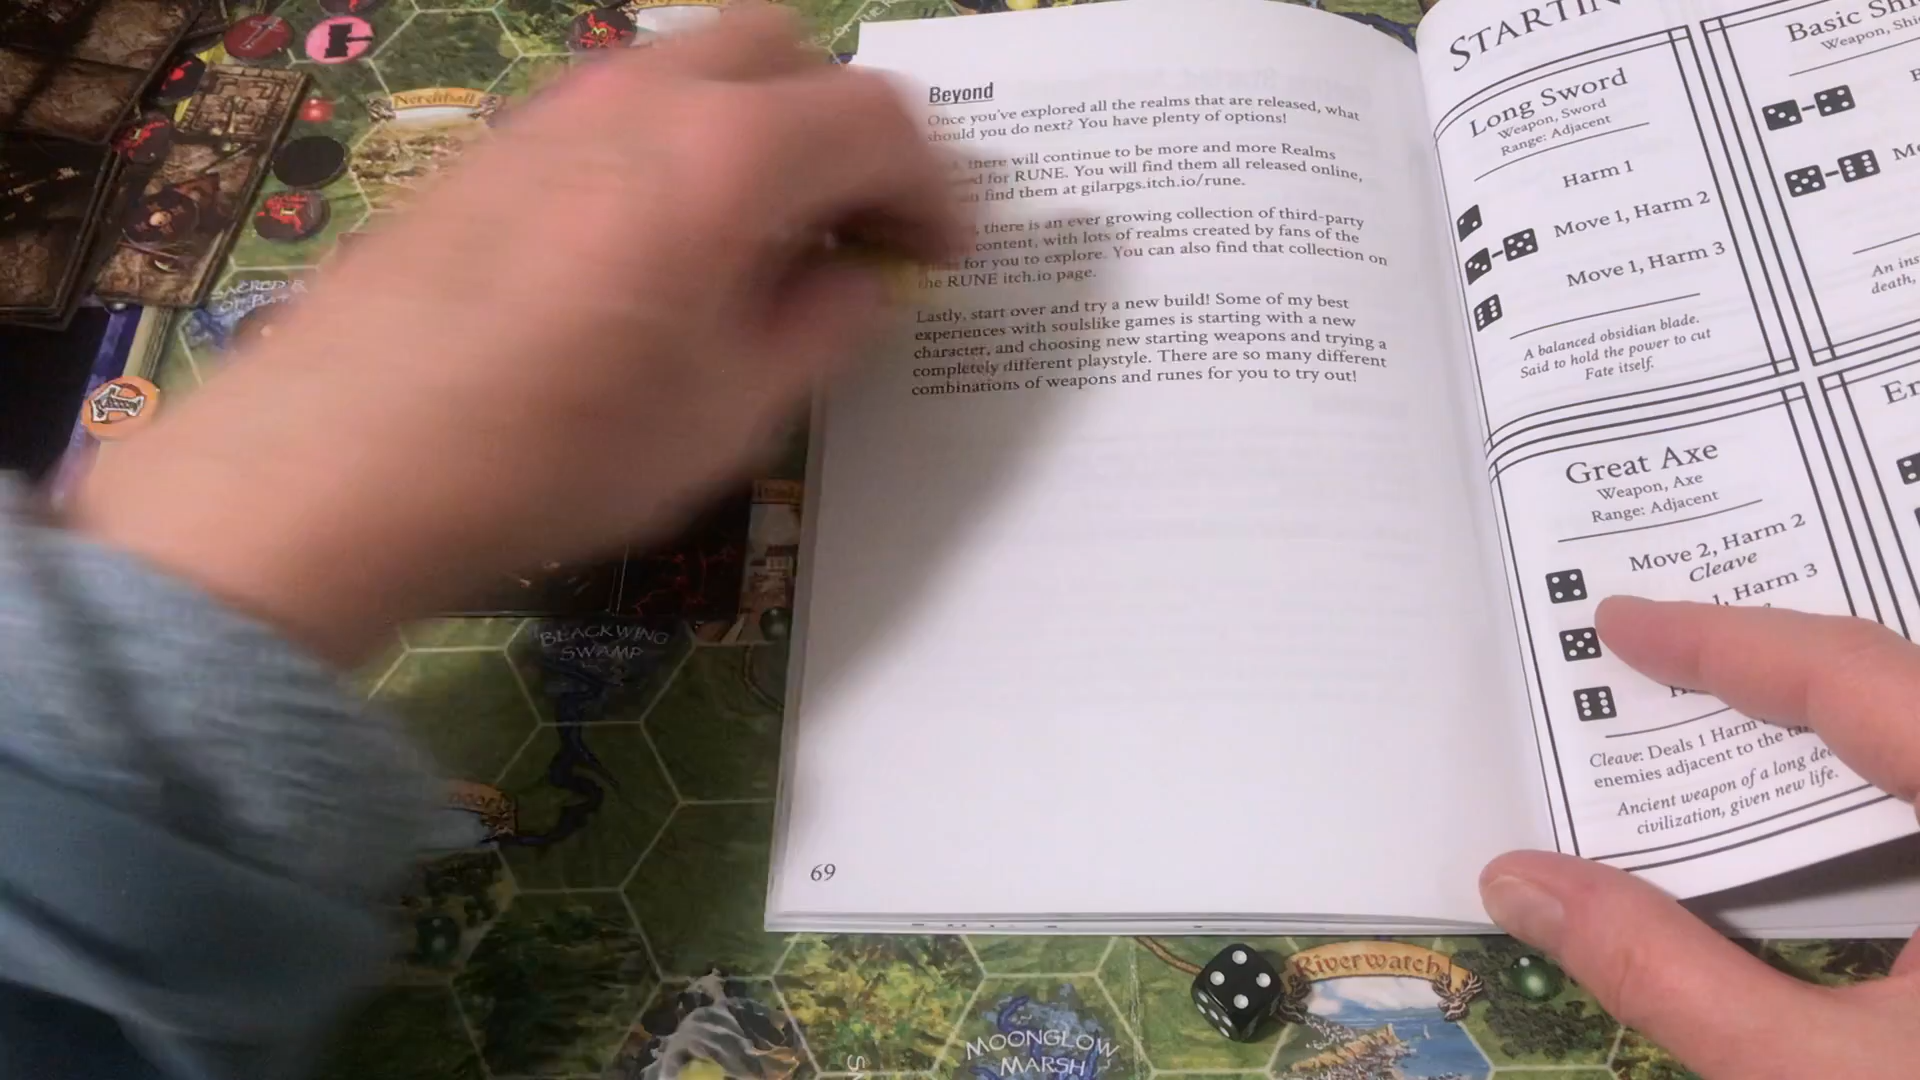 Beyond
Once you've explored all the realms that are released, what
should you do next? You have plenty of options!
there will continue to be more and more Realms
for RUNE. You will find them all released online,
find them at gilarpgs.itch.io/rune.
there is an ever growing collection of third-party
content, with lots of realms created by fans of the
for you to explore. You can also find that collection on
the RUNE itch.io page.
Lastly, start over and try a new build! Some of my best
experiences with soulslike games is starting with a new
character, and choosing new starting weapons and trying a
completely different playstyle. There are so many different
combinations of weapons and runes for you to try out!
69
Long Sword
Weapon, Sword
Range: Adjacent
Harm 1
Move 1, Harm 2
Move 1, Harm 3
A balanced obsidian blade.
Said to hold the power to cut
Fate itself.
Great Axe
Weapon, Axe
Range: Adjacent
Move 2, Harm 2
Cleave
1, Harm 3
Cleave: Deals 1 Harm
enemies adjacent to the
Ancient weapon of a long
civilization, given new life.
Weapon,
An
death,
BLACKWING
SWAMP
Riverwatch
MOONGLOW
MARSH